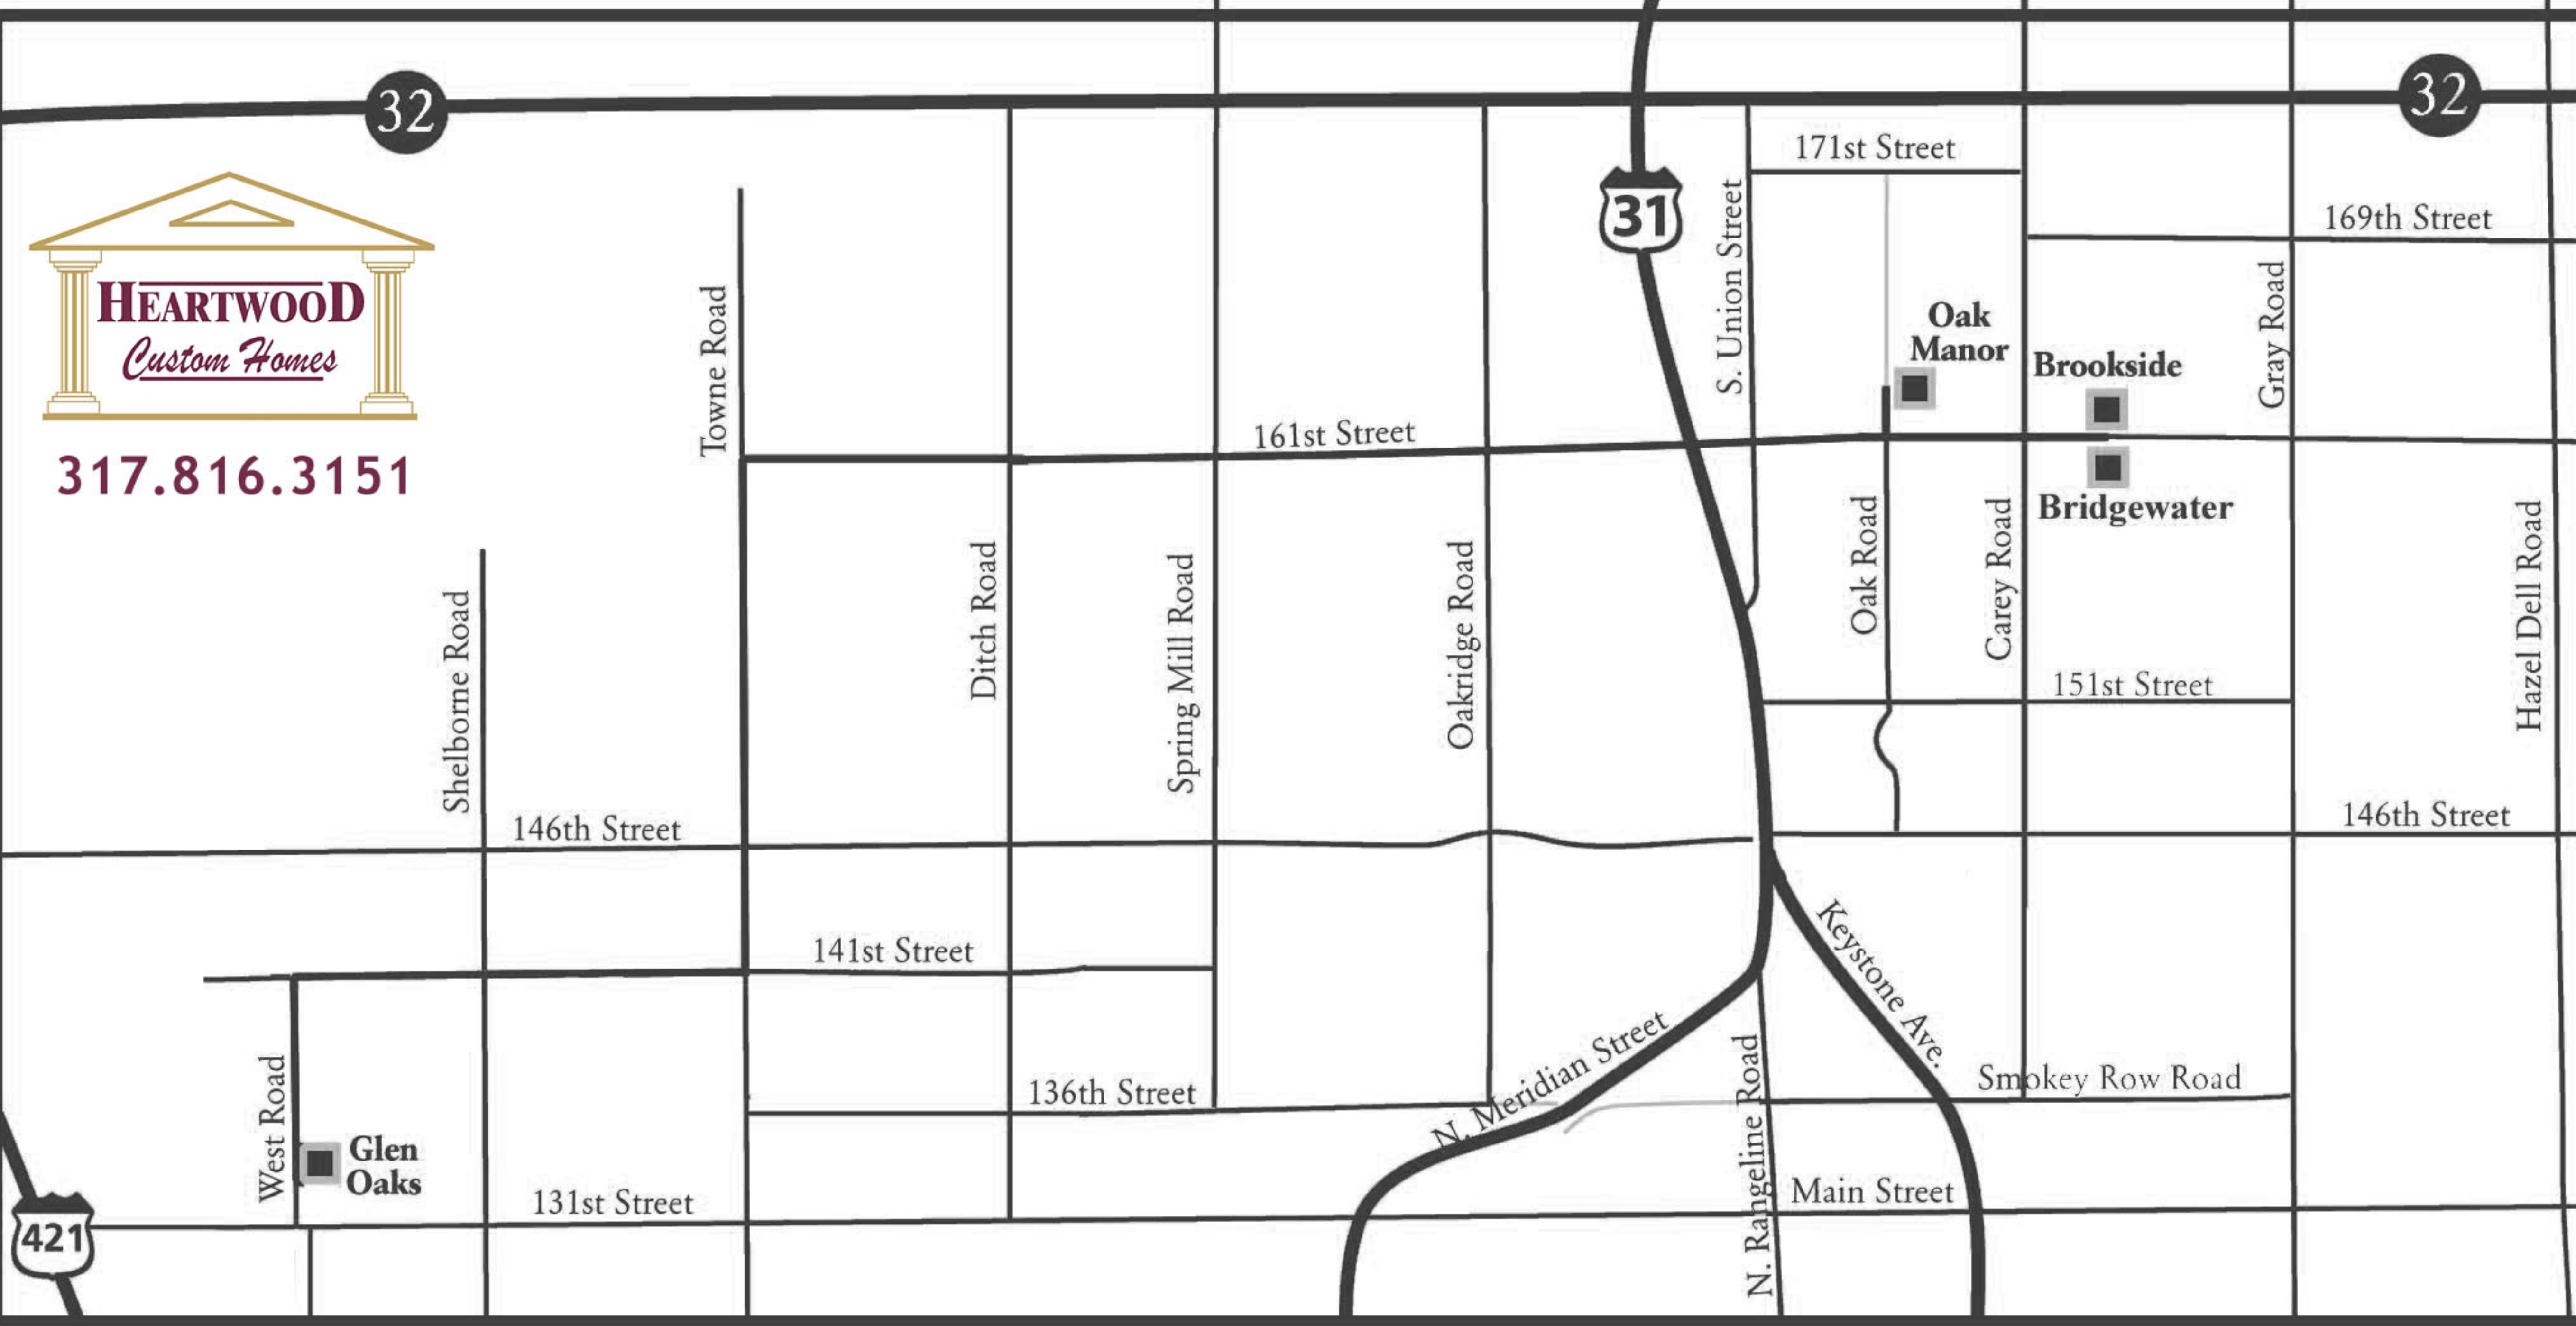 32
32
171st Street
31
169th Street
S. Union Street
HEARTWOOD
Custom Homes
317.816.3151
Towne Road
Oak
Manor
Brookside
Gray Road
161st Street
Bridgewater
Shelborne Road
Ditch Road
Spring Mill Road
Oakridge Road
Oak Road
Carey Road
Hazel Dell Road
151st Street
146th Street
146th Street
141st Street
Keystone Ave.
N. Meridian Street
N. Rangeline Road
Smokey Row Road
136th Street
West Road
Glen
Oaks
131st Street
Main Street
421